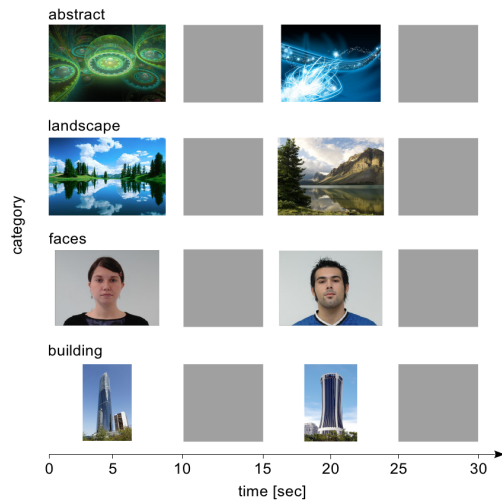 abstract
landscape
category
faces
building
0 5 10 15 20 25 30
time [sec]